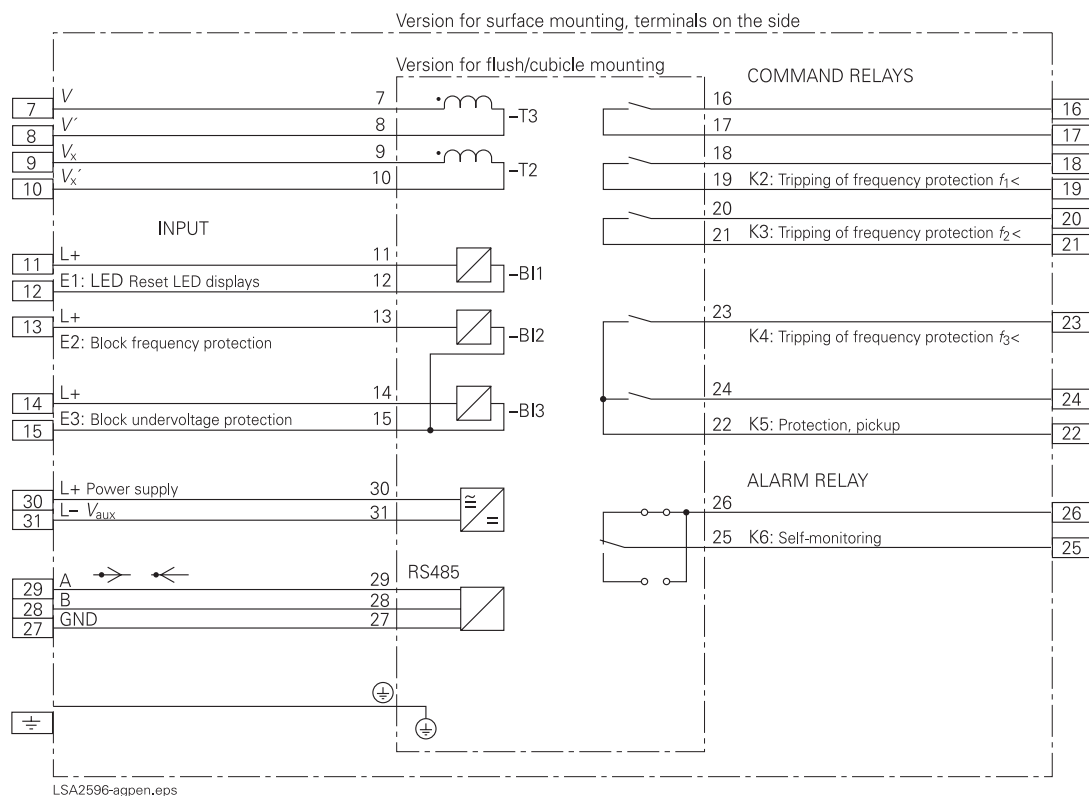 Version for surface mounting, terminals on the side
Version for flush/cubicle mounting
COMMAND RELAYS
7 V 7 –T3 16 16
8 V´ 8 17 17
9 Vx 9 –T2 18 18
10 Vx´ 10 19 K2: Tripping of frequency protection f1< 19
20 20
INPUT 21 K3: Tripping of frequency protection f2< 21
11 L+ 11 –BI1
12 E1: LED Reset LED displays 12
13 L+ 13 –BI2 23 23
E2: Block frequency protection K4: Tripping of frequency protection f3<
14 L+ 14 –BI3 24 24
15 E3: Block undervoltage protection 15 22 K5: Protection, pickup 22
ALARM RELAY
30 L+ Power supply 30 ≅ 26 26
31 L– Vaux 31 = 25 K6: Self-monitoring 25
RS485
29 A 29
28 B 28
27 GND 27
LSA2596-agpen.eps